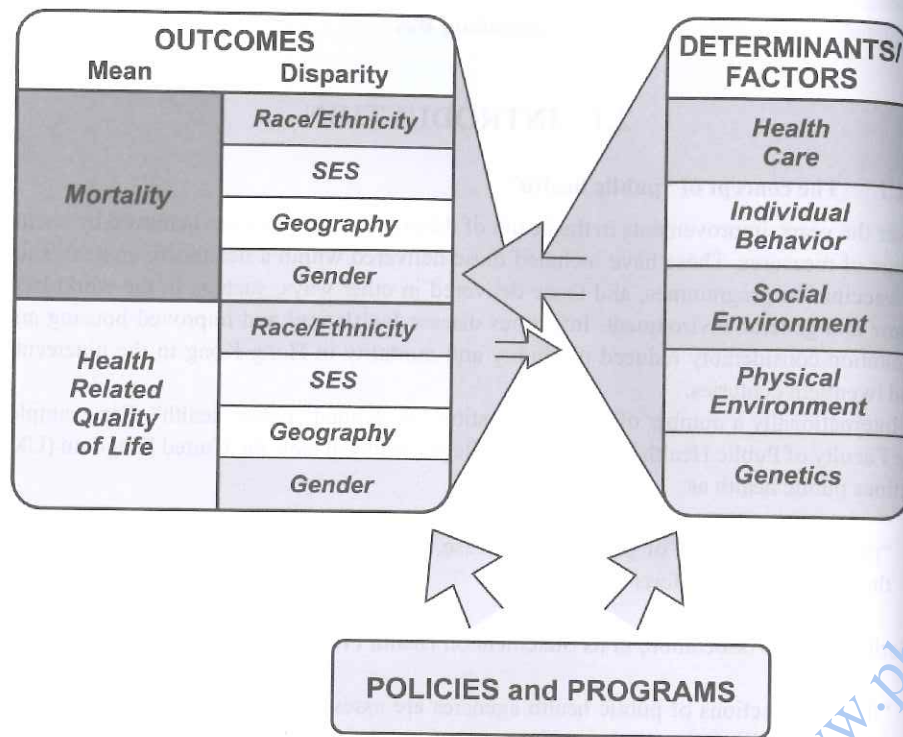 OUTCOMES
Mean
Disparity
Mortality
Race/Ethnicity
SES
Geography
Gender
Health
Related
Quality
of Life
Race/Ethnicity
SES
Geography
Gender
DETERMINANTS/
FACTORS
Health
Care
Individual
Behavior
Social
Environment
Physical
Environment
Genetics
POLICIES and PROGRAMS